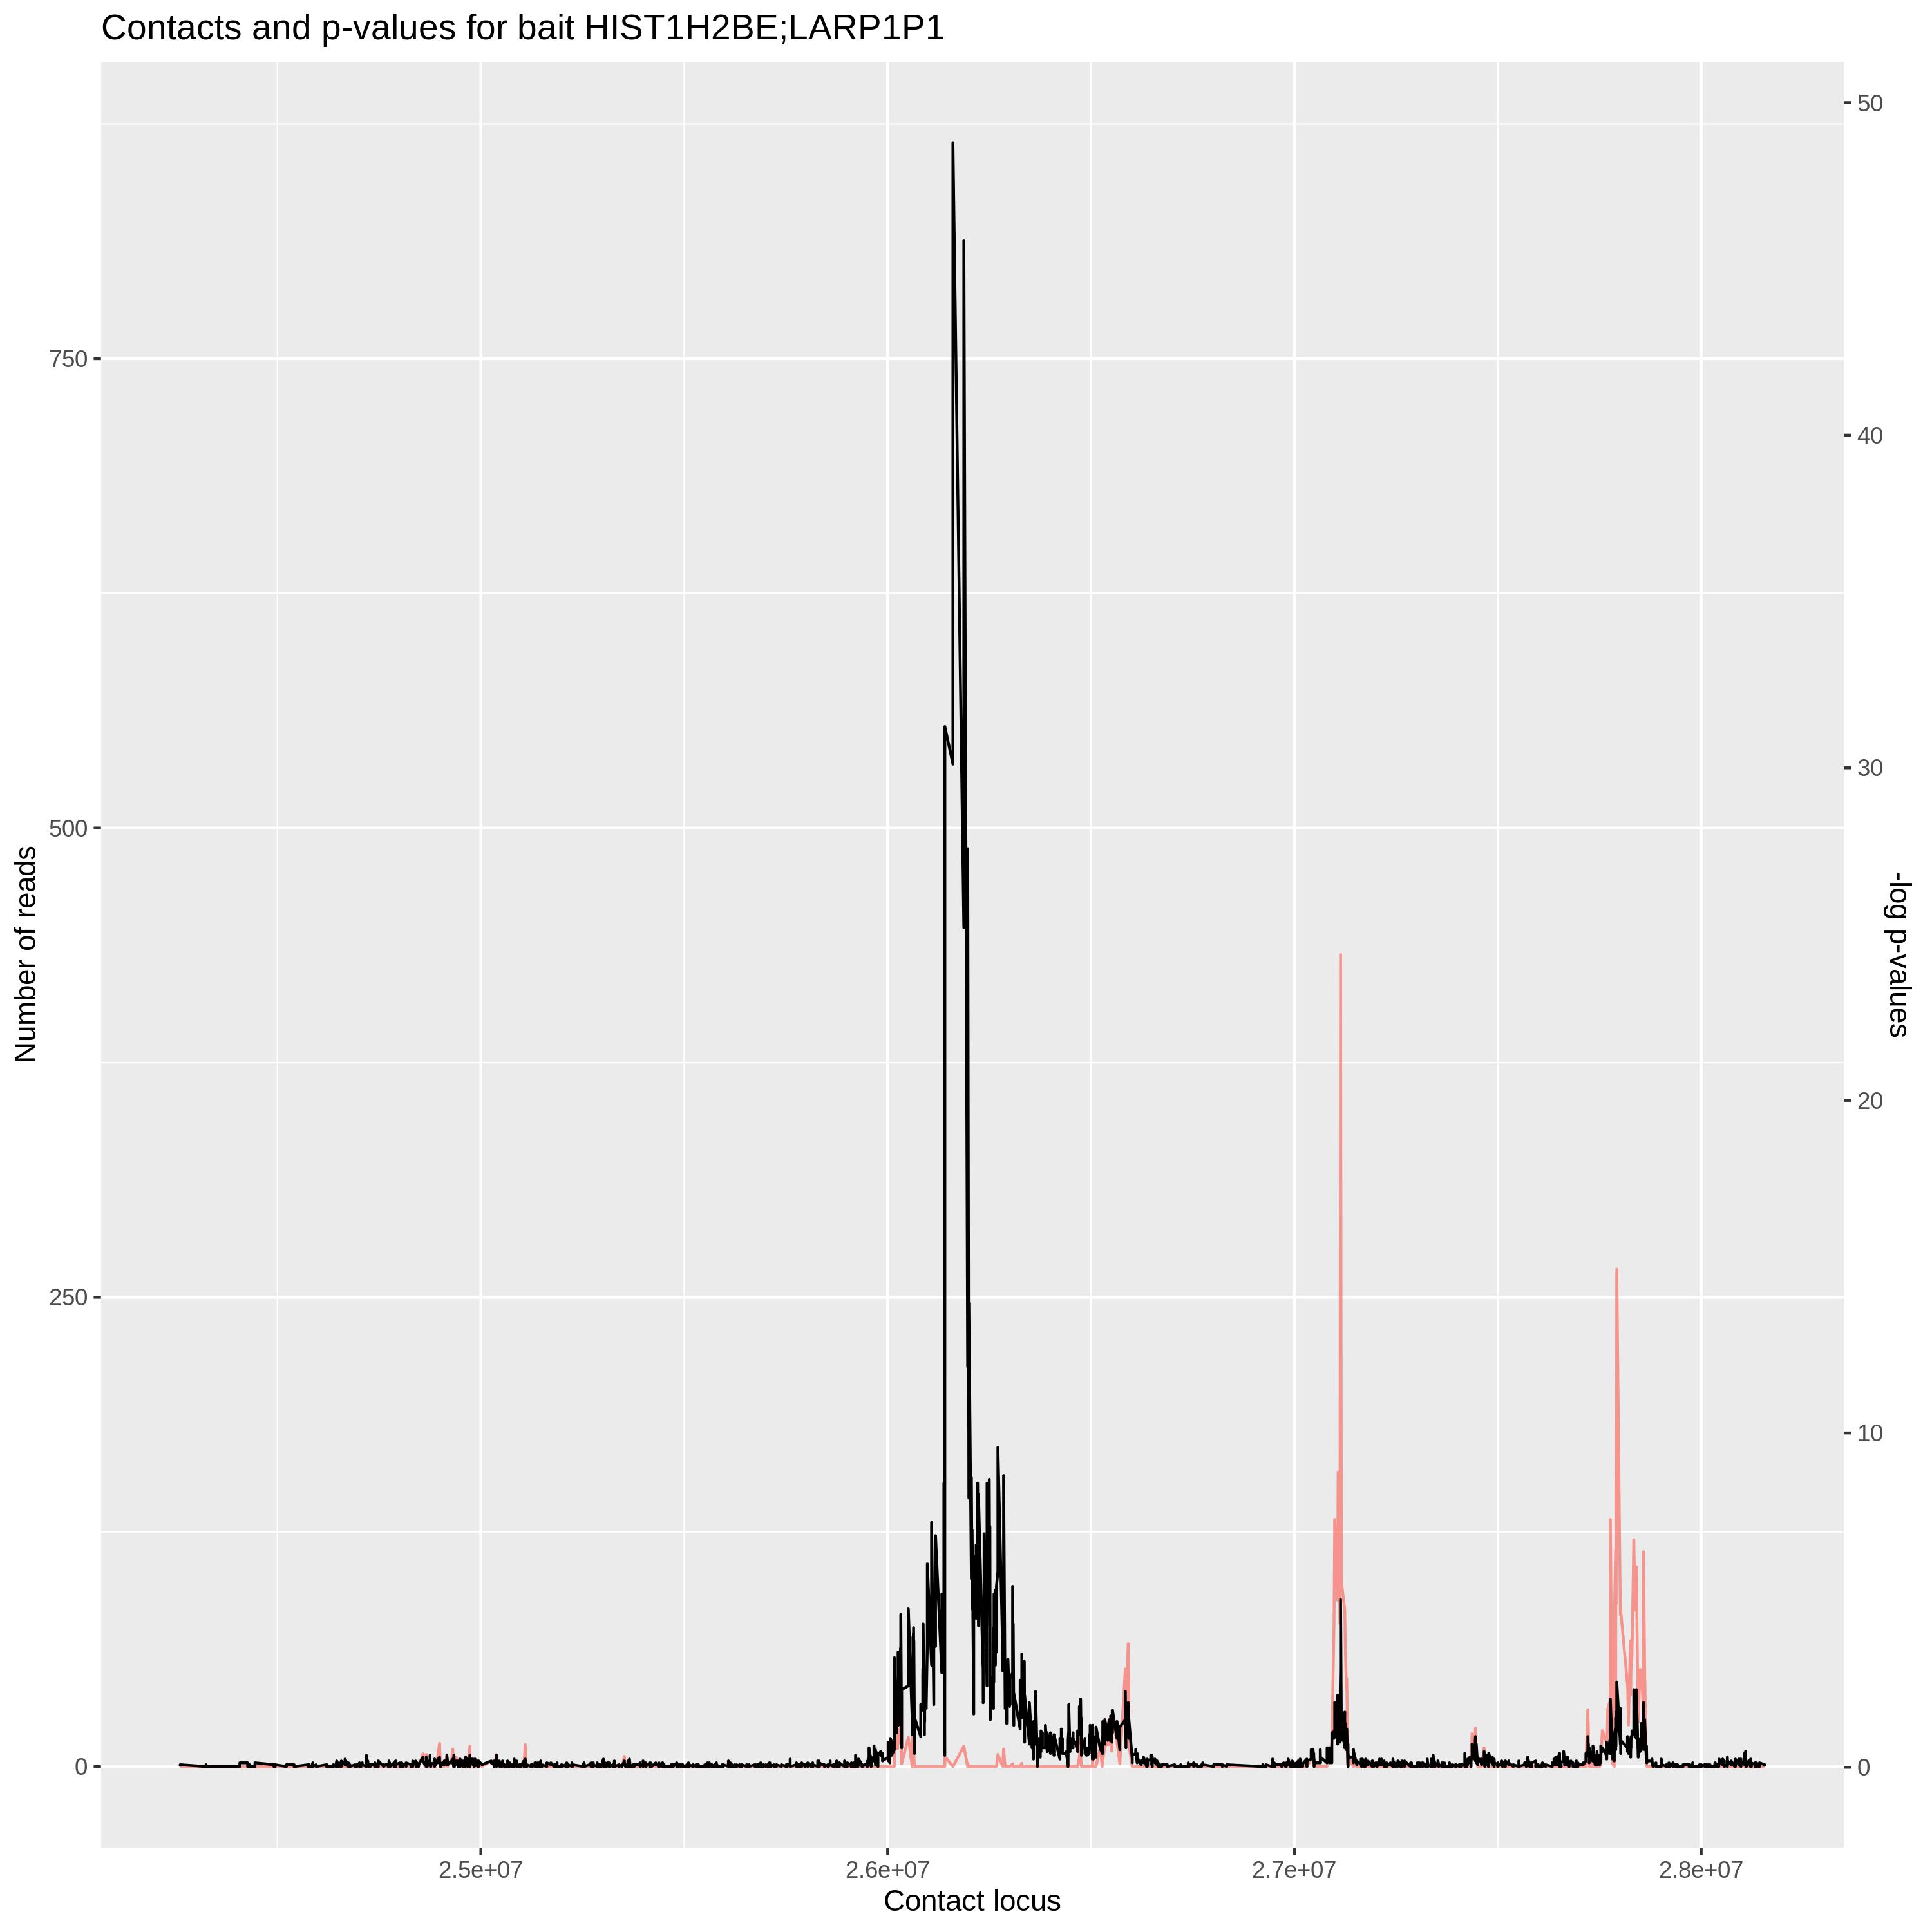 Contacts and p-values for bait HIST1H2BE;LARP1P1
Number of reads
750
500
250
0
50
40
30
20
10
0
-log p-values
2.5e+07
2.6e+07
2.7e+07
2.8e+07
Contact locus